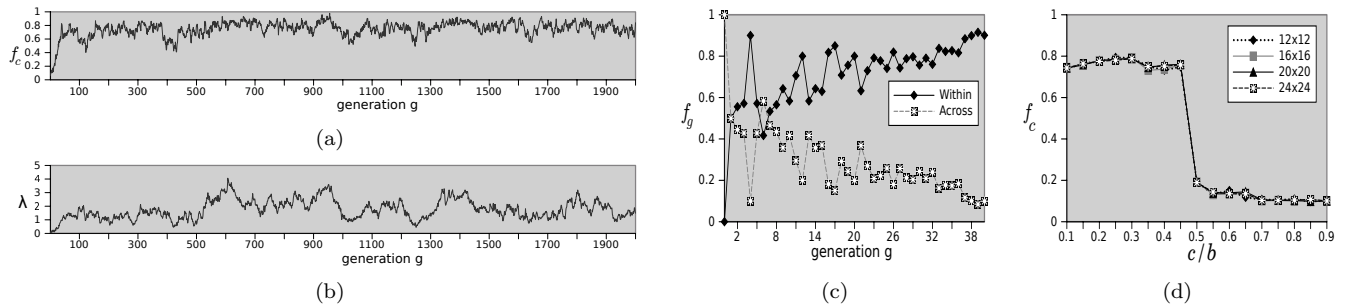 1
0.8
0.6
0.4
0.2
0
f_c
100 300 500 700 900 1100 1300 1500 1700 1900
generation g
(a)
5
4
3
2
1
0
λ
100 300 500 700 900 1100 1300 1500 1700 1900
generation g
(b)
1
0.8
0.6
0.4
0.2
0
f_g
Within
Across
2 8 14 20 26 32 38
generation g
(c)
1
0.8
0.6
0.4
0.2
0
f_c
12x12
16x16
20x20
24x24
0.1 0.2 0.3 0.4 0.5 0.6 0.7 0.8 0.9
c/b
(d)